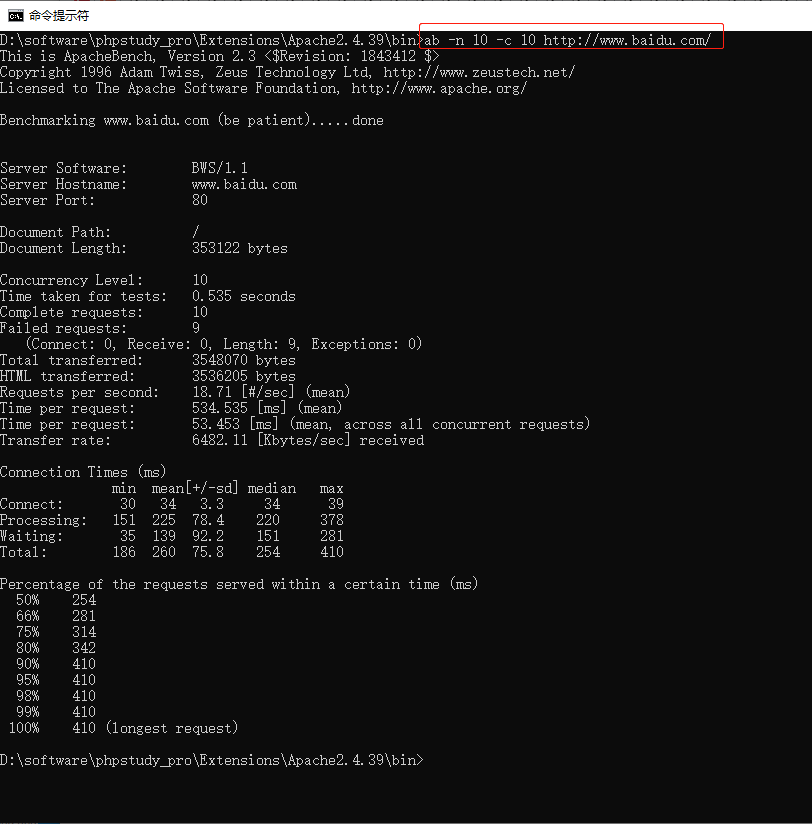 命令提示符
D:\software\phpstudy_pro\Extensions\Apache2.4.39\bin>ab -n 10 -c 10 http://www.baidu.com/
This is ApacheBench, Version 2.3 <$Revision: 1843412 $>
Copyright 1996 Adam Twiss, Zeus Technology Ltd, http://www.zeustech.net/
Licensed to The Apache Software Foundation, http://www.apache.org/
Benchmarking www.baidu.com (be patient).....done
Server Software:        BWS/1.1
Server Hostname:        www.baidu.com
Server Port:            80
Document Path:          /
Document Length:        353122 bytes
Concurrency Level:      10
Time taken for tests:   0.535 seconds
Complete requests:      10
Failed requests:        9
   (Connect: 0, Receive: 0, Length: 9, Exceptions: 0)
Total transferred:      3548070 bytes
HTML transferred:       3536205 bytes
Requests per second:    18.71 [#/sec] (mean)
Time per request:       534.535 [ms] (mean)
Time per request:       53.453 [ms] (mean, across all concurrent requests)
Transfer rate:          6482.11 [Kbytes/sec] received
Connection Times (ms)
              min  mean[+/-sd] median   max
Connect:       30   34   3.3     34      39
Processing:   151  225  78.4    220     378
Waiting:       35  139  92.2    151     281
Total:        186  260  75.8    254     410
Percentage of the requests served within a certain time (ms)
  50%    254
  66%    281
  75%    314
  80%    342
  90%    410
  95%    410
  98%    410
  99%    410
 100%    410 (longest request)
D:\software\phpstudy_pro\Extensions\Apache2.4.39\bin>